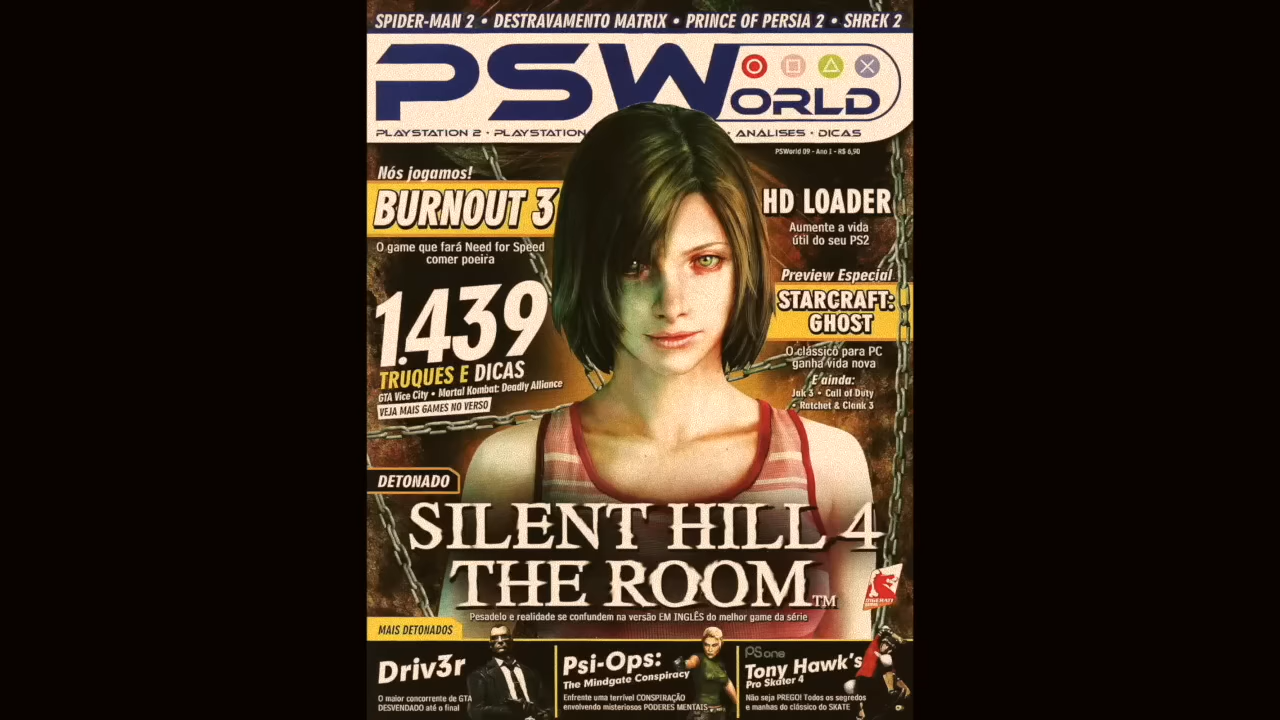 SPIDER-MAN 2 • DESTRAVAMENTO MATRIX • PRINCE OF PERSIA 2 • SHREK 2
PSWORLD
PLAYSTATION 2 • PLAYSTATION • ANÁLISES • DICAS
PSWorld 09 - Ano 1 - R$ 6,90
Nós jogamos!
BURNOUT 3
O game que fará Need for Speed
comer poeira
1.439
TRUQUES E DICAS
GTA Vice City • Mortal Kombat: Deadly Alliance
VEJA MAIS GAMES NO VERSO
HD LOADER
Aumente a vida
útil do seu PS2
Preview Especial
STARCRAFT:
GHOST
O clássico para PC
ganha vida nova
E ainda:
Jak 3 • Call of Duty
• Ratchet & Clank 3
DETONADO
SILENT HILL 4
THE ROOM™
Pesadelo e realidade se confundem na versão EM INGLÊS do melhor game da série
MAIS DETONADOS
Driv3r
O maior concorrente de GTA
DESVENDADO até o final
Psi-Ops:
The Mindgate Conspiracy
Enfrente uma terrível CONSPIRAÇÃO
envolvendo misteriosos PODERES MENTAIS
PS one
Tony Hawk's
Pro Skater 4
Não seja PREGO! Todos os segredos
e manhas do clássico do SKATE